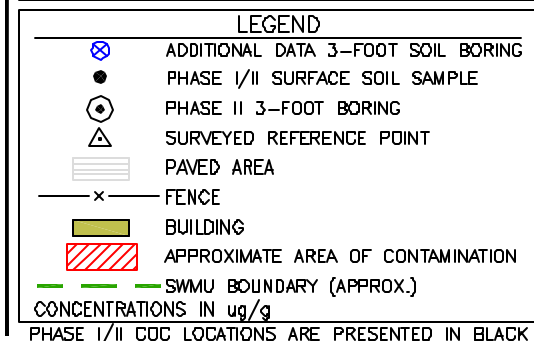 LEGEND
ADDITIONAL DATA 3-FOOT SOIL BORING
PHASE I/II SURFACE SOIL SAMPLE
PHASE II 3-FOOT BORING
SURVEYED REFERENCE POINT
PAVED AREA
FENCE
BUILDING
APPROXIMATE AREA OF CONTAMINATION
SWMU BOUNDARY (APPROX.)
CONCENTRATIONS IN ug/g
PHASE I/II COC LOCATIONS ARE PRESENTED IN BLACK